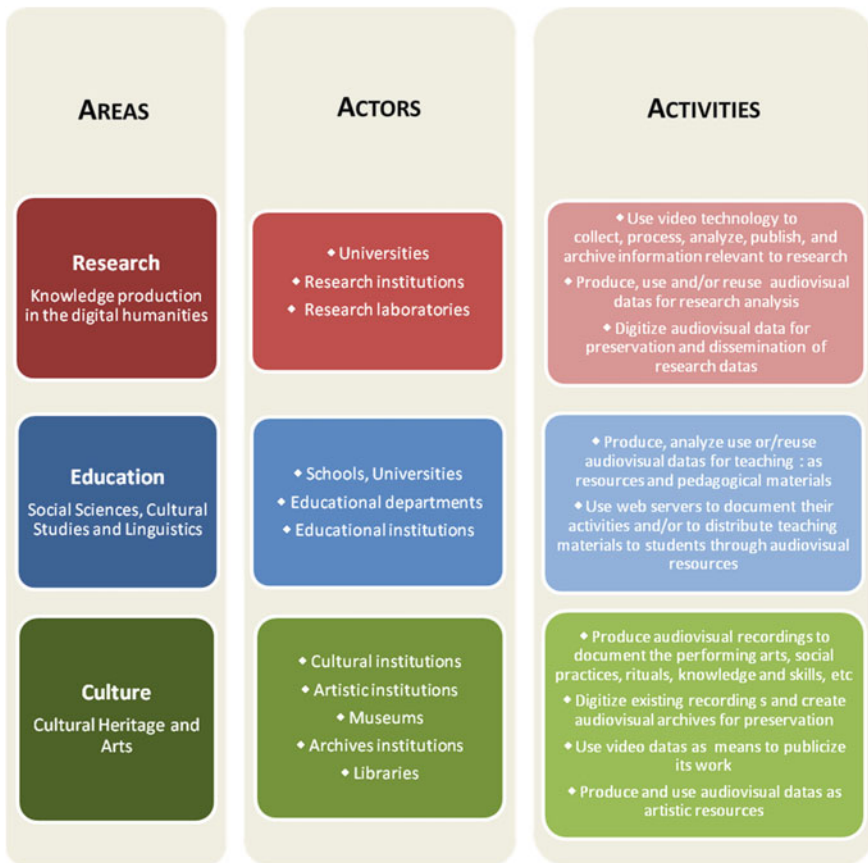 AREAS
Research
Knowledge production
in the digital humanities
Education
Social Sciences, Cultural
Studies and Linguistics
Culture
Cultural Heritage and
Arts
ACTORS
◆ Universities
◆ Research institutions
◆ Research laboratories
◆ Schools, Universities
◆ Educational departments
◆ Educational institutions
◆ Cultural institutions
◆ Artistic institutions
◆ Museums
◆ Archives institutions
◆ Libraries
ACTIVITIES
◆ Use video technology to
collect, process, analyze, publish, and
archive information relevant to research
◆ Produce, use and/or reuse audiovisual
datas for research analysis
◆ Digitize audiovisual data for
preservation and dissemination of
research datas
◆ Produce, analyze use or/reuse
audiovisual datas for teaching : as
resources and pedagogical materials
◆ Use web servers to document their
activities and/or to distribute teaching
materials to students through audiovisual
resources
◆ Produce audiovisual recordings to
document the performing arts, social
practices, rituals, knowledge and skills, etc
◆ Digitize existing recording s and create
audiovisual archives for preservation
◆ Use video datas as means to publicize
its work
◆ Produce and use audiovisual datas as
artistic resources